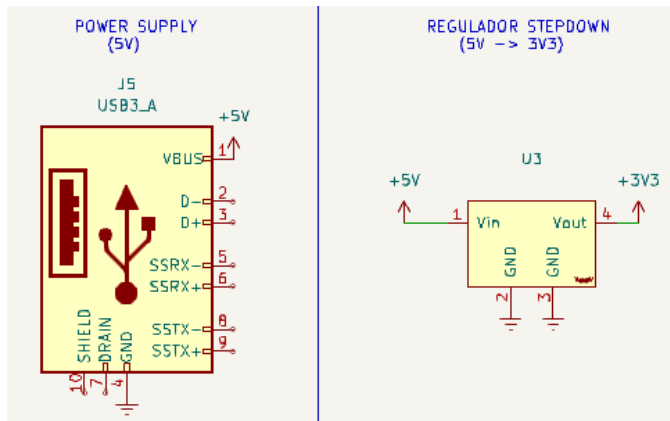 POWER SUPPLY
(5V)
J5
USB3_A
+5V
VBUS 1
D- 2
D+ 3
SSRX- 5
SSRX+ 6
SSTX- 8
SSTX+ 9
SHIELD 10
DRAIN 7
GND 4
REGULADOR STEPDOWN
(5V -> 3V3)
U3
+5V
+3V3
1 Vin
Vout 4
GND 2
GND 3